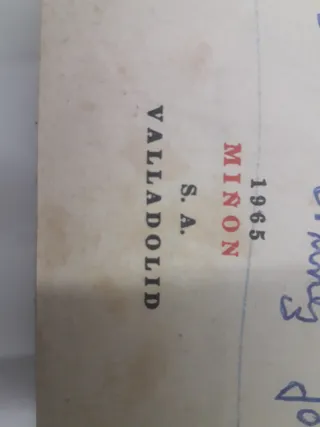 1965
MIÑON
S. A.
VALLADOLID